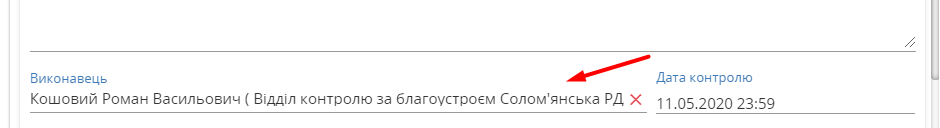 Виконавець
Кошовий Роман Васильович ( Відділ контролю за благоустроєм Солом'янська РД
Дата контролю
11.05.2020 23:59